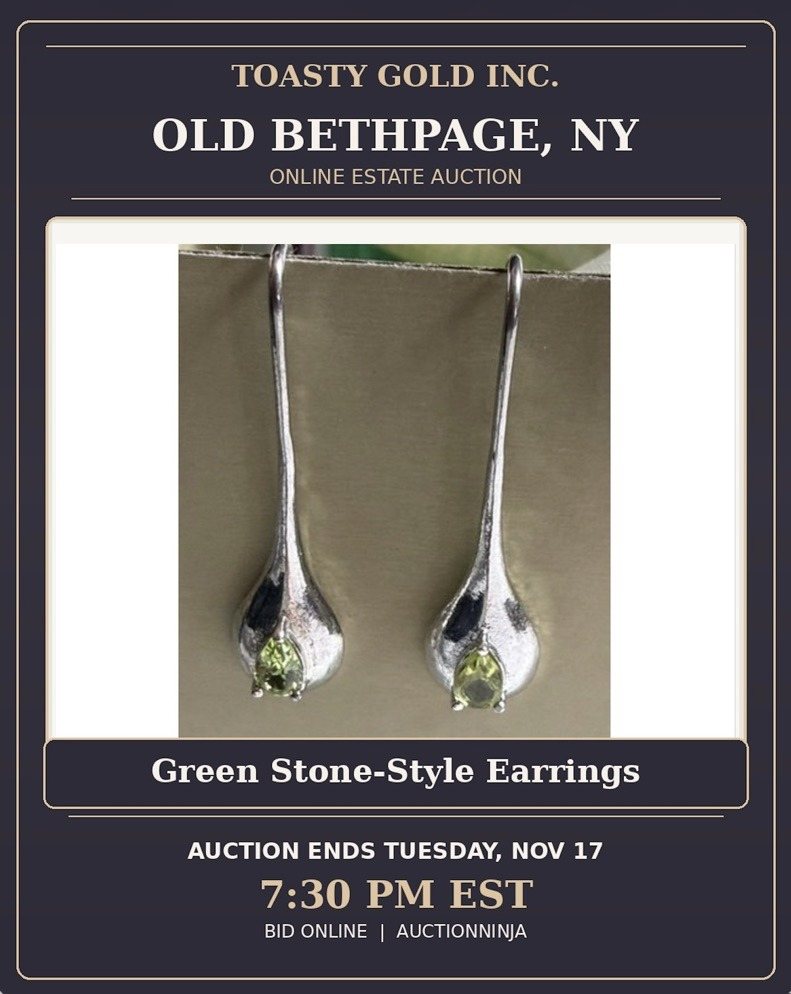 TOASTY GOLD INC.
OLD BETHPAGE, NY
ONLINE ESTATE AUCTION
Green Stone-Style Earrings
AUCTION ENDS TUESDAY, NOV 17
7:30 PM EST
BID ONLINE | AUCTIONNINJA